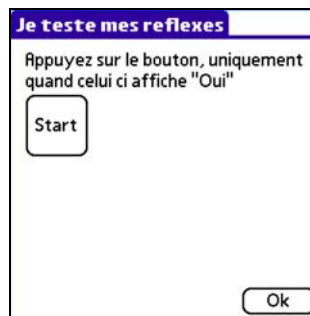 Je teste mes reflexes
Appuyez sur le bouton, uniquement
quand celui ci affiche "Oui"
Start
Ok